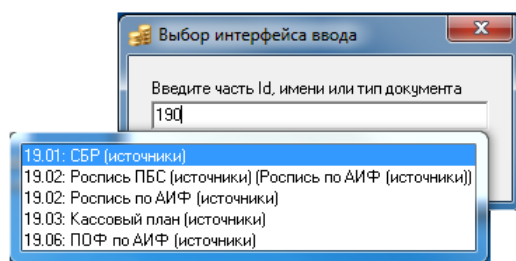 Выбор интерфейса ввода
Введите часть Id, имени или тип документа
190
19.01: СБР (источники)
19.02: Роспись ПБС (источники) (Роспись по АИФ (источники))
19.02: Роспись по АИФ (источники)
19.03: Кассовый план (источники)
19.06: ПОФ по АИФ (источники)